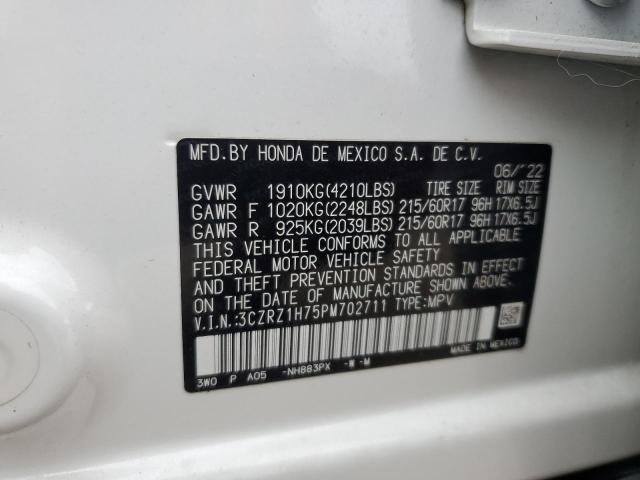 MFD.BY HONDA DE MEXICO S.A. DE C.V.
06/'22
GVWR 1910KG(4210LBS) TIRE SIZE RIM SIZE
GAWR F 1020KG(2248LBS) 215/60R17 96H 17X6.5J
GAWR R 925KG(2039LBS) 215/60R17 96H 17X6.5J
THIS VEHICLE CONFORMS TO ALL APPLICABLE
FEDERAL MOTOR VEHICLE SAFETY
AND THEFT PREVENTION STANDARDS IN EFFECT
ON THE DATE OF MANUFACTURE SHOWN ABOVE.
V.I.N.:3CZRZ1H75PM702711 TYPE:MPV
3W0 P A05 -NH883PX -W -M
MADE IN MEXICO